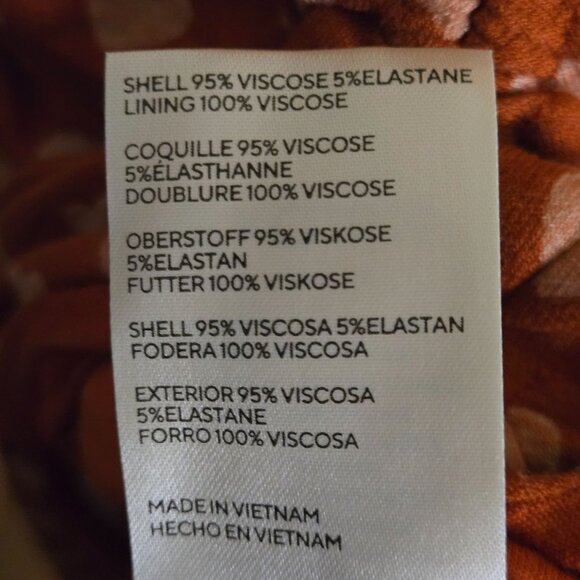 SHELL 95% VISCOSE 5%ELASTANE
LINING 100% VISCOSE
COQUILLE 95% VISCOSE
5%ÉLASTHANNE
DOUBLURE 100% VISCOSE
OBERSTOFF 95% VISKOSE
5%ELASTAN
FUTTER 100% VISKOSE
SHELL 95% VISCOSA 5%ELASTAN
FODERA 100% VISCOSA
EXTERIOR 95% VISCOSA
5%ELASTANE
FORRO 100% VISCOSA
MADE IN VIETNAM
HECHO EN VIETNAM